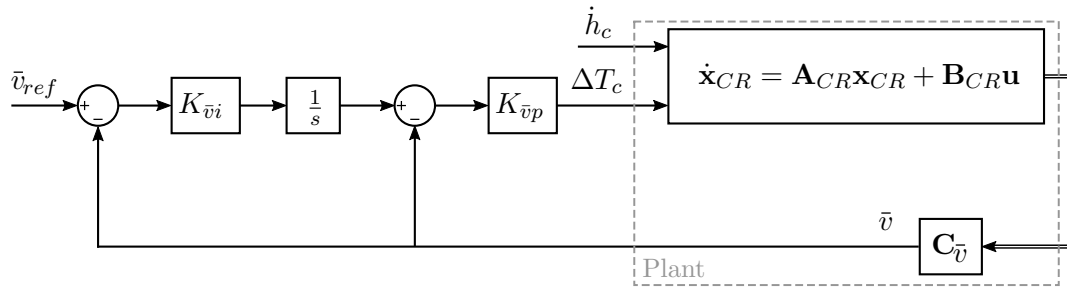 ḣ_c
v̄_ref
+
−
K_v̄i
1/s
+
−
K_v̄p
ΔT_c
ẋ_CR = A_CR x_CR + B_CR u
v̄
C_v̄
Plant